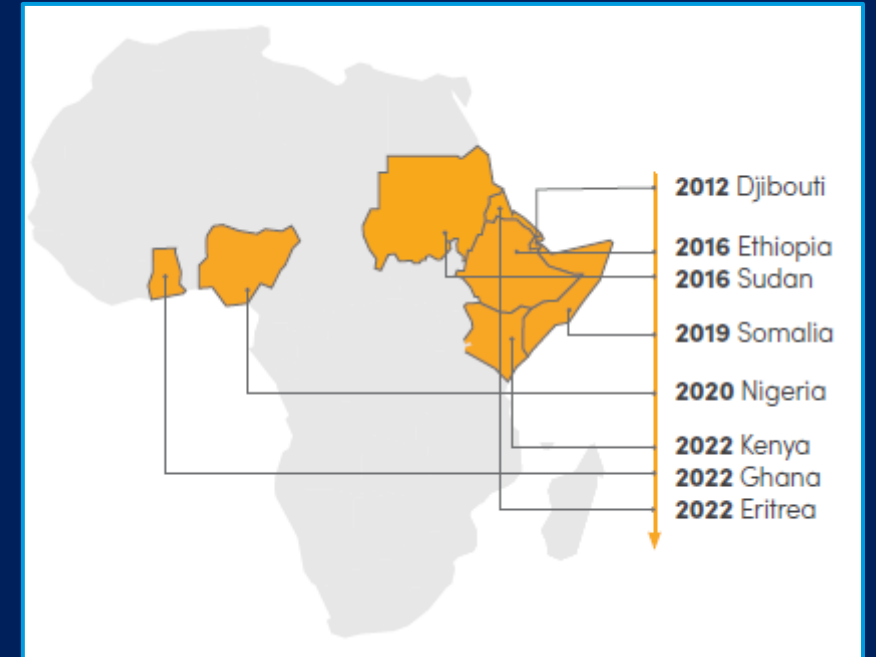 2012 Djibouti
2016 Ethiopia
2016 Sudan
2019 Somalia
2020 Nigeria
2022 Kenya
2022 Ghana
2022 Eritrea